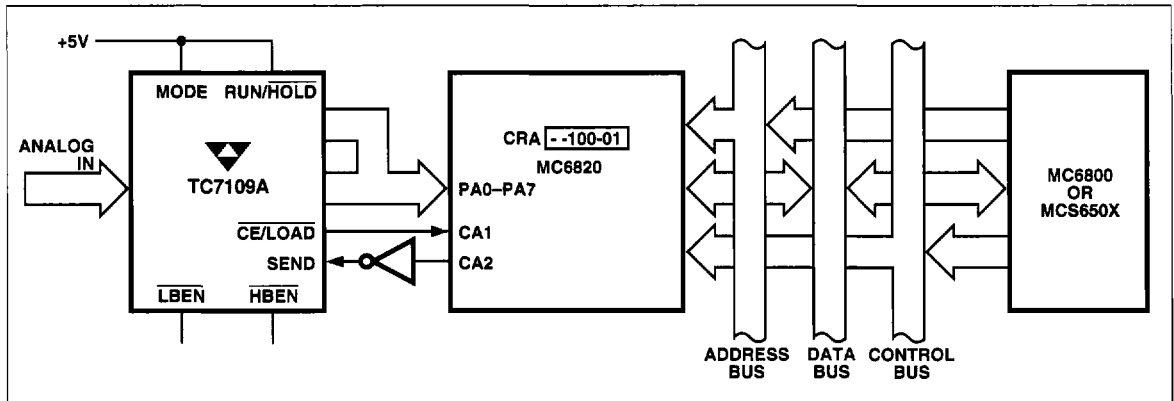 +5V
MODE RUN/HOLD
ANALOG
IN
TC7109A
CE/LOAD
SEND
LBEN HBEN
CRA --100-01
MC6820
PA0–PA7
CA1
CA2
ADDRESS
BUS
DATA
BUS
CONTROL
BUS
MC6800
OR
MCS650X